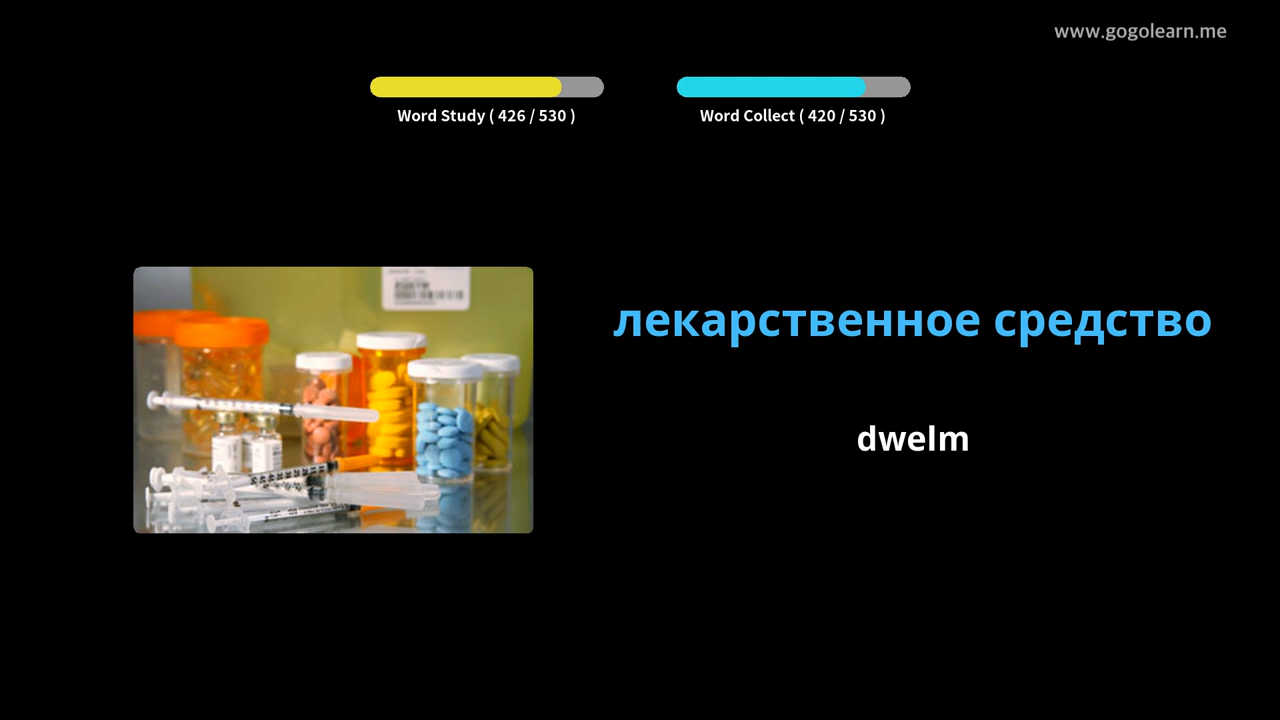 www.gogolearn.me
Word Study ( 426 / 530 )
Word Collect ( 420 / 530 )
лекарственное средство
dwelm